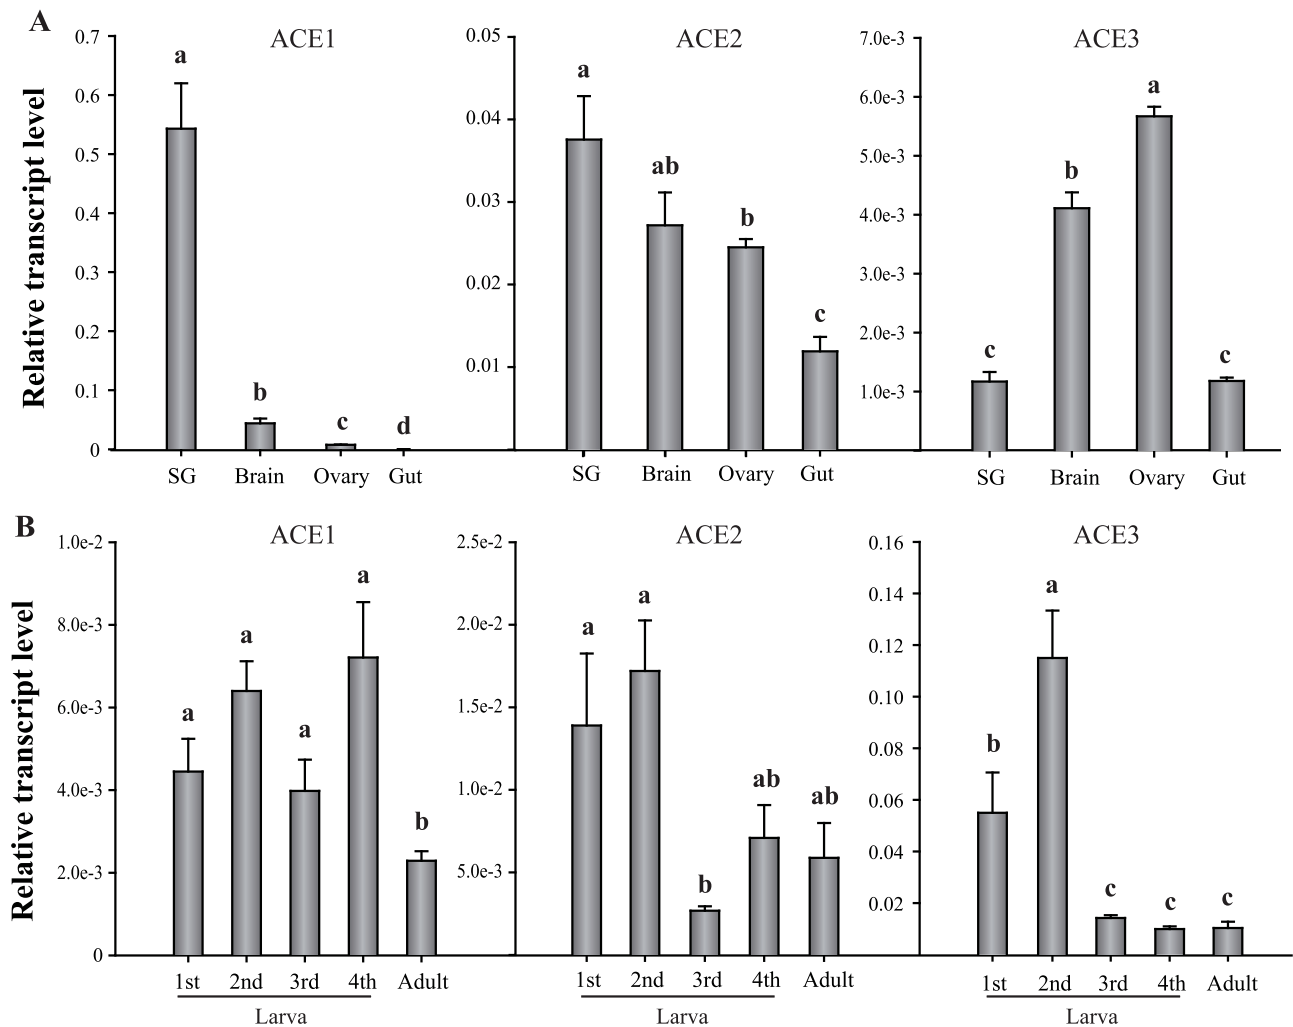 A
ACE1
ACE2
ACE3
Relative transcript level
0.7
0.6
0.5
0.4
0.3
0.2
0.1
0
a
b
c
d
SG Brain Ovary Gut
0.05
0.04
0.03
0.02
0.01
a
ab
b
c
SG Brain Ovary Gut
7.0e-3
6.0e-3
5.0e-3
4.0e-3
3.0e-3
2.0e-3
1.0e-3
c
b
a
c
SG Brain Ovary Gut
B
ACE1
ACE2
ACE3
Relative transcript level
1.0e-2
8.0e-3
6.0e-3
4.0e-3
2.0e-3
0
a
a
a
a
b
1st 2nd 3rd 4th Adult
Larva
2.5e-2
2.0e-2
1.5e-2
1.0e-2
5.0e-3
a
a
b
ab
ab
1st 2nd 3rd 4th Adult
Larva
0.16
0.14
0.12
0.10
0.08
0.06
0.04
0.02
b
a
c
c
c
1st 2nd 3rd 4th Adult
Larva